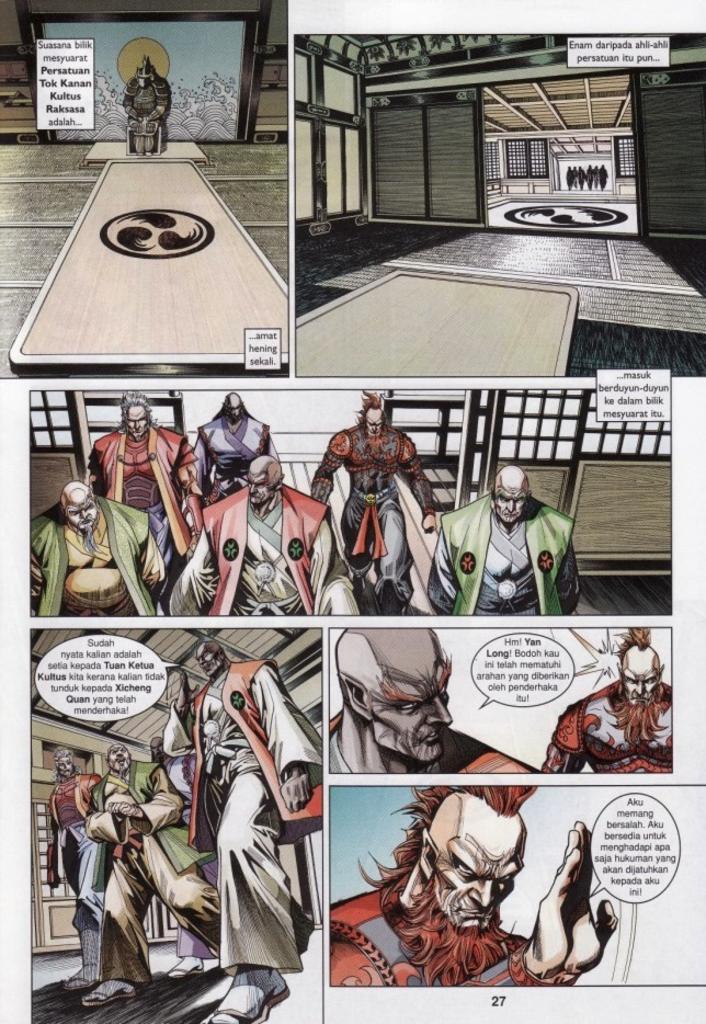 Suasana bilik
mesyuarat
Persatuan
Tok Kanan
Kultus
Raksasa
adalah...
...amat
hening
sekali.
Enam daripada ahli-ahli
persatuan itu pun...
...masuk
berduyun-duyun
ke dalam bilik
mesyuarat itu.
Sudah
nyata kalian adalah
setia kepada Tuan Ketua
Kultus kita kerana kalian tidak
tunduk kepada Xicheng
Quan yang telah
menderhaka!
Hm! Yan
Long! Bodoh kau
ini telah mematuhi
arahan yang diberikan
oleh penderhaka
itu!
Aku
memang
bersalah. Aku
bersedia untuk
menghadapi apa
saja hukuman yang
akan dijatuhkan
kepada aku
ini!
27